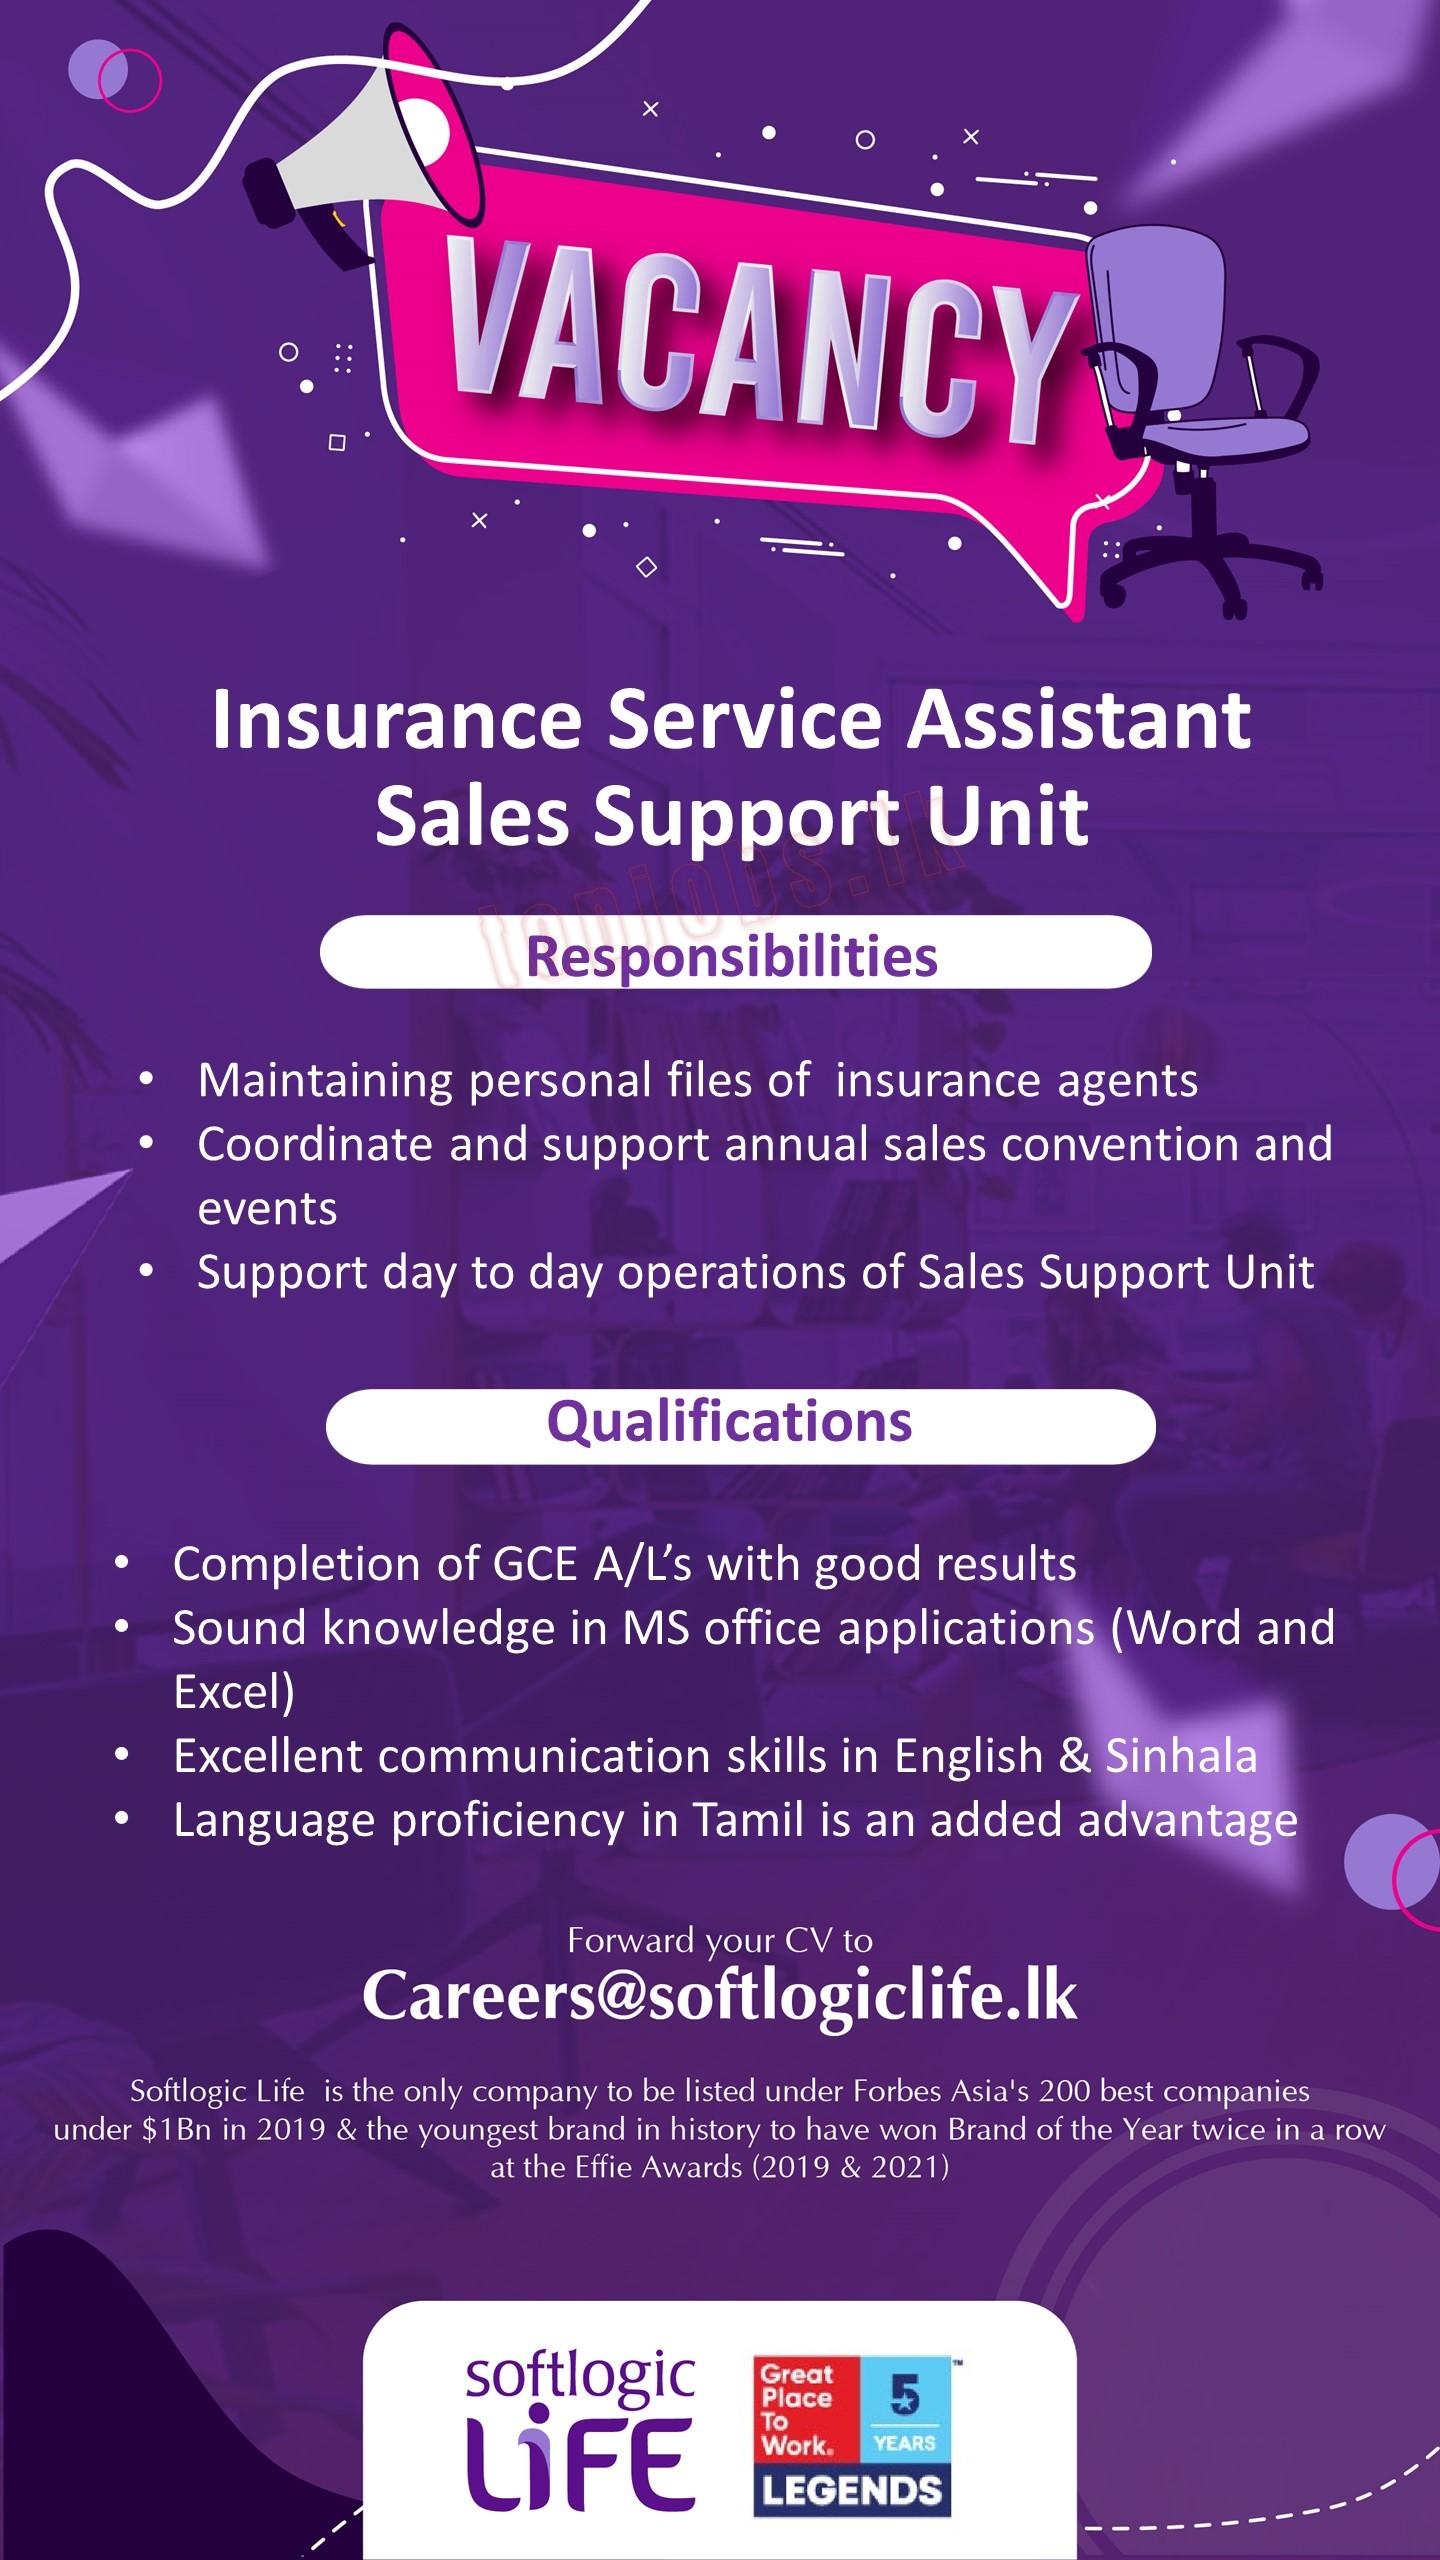 VACANCY
Insurance Service Assistant
Sales Support Unit
topjobs.lk
Responsibilities
• Maintaining personal files of  insurance agents
• Coordinate and support annual sales convention and
events
• Support day to day operations of Sales Support Unit
Qualifications
• Completion of GCE A/L’s with good results
• Sound knowledge in MS office applications (Word and
Excel)
• Excellent communication skills in English & Sinhala
• Language proficiency in Tamil is an added advantage
Forward your CV to
Careers@softlogiclife.lk
Softlogic Life  is the only company to be listed under Forbes Asia's 200 best companies
under $1Bn in 2019 & the youngest brand in history to have won Brand of the Year twice in a row
at the Effie Awards (2019 & 2021)
softlogic
LiFE
Great
Place
To
Work®
5
YEARS
LEGENDS
™